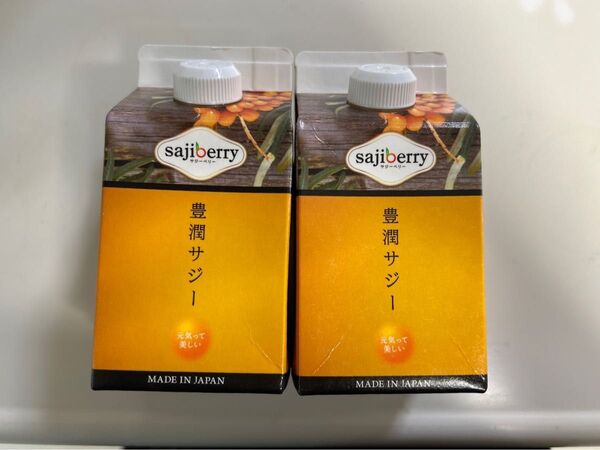 sajiberry
サジーベリー
豊潤サジー
元気って
美しい
MADE IN JAPAN
sajiberry
サジーベリー
豊潤サジー
元気って
美しい
MADE IN JAPAN